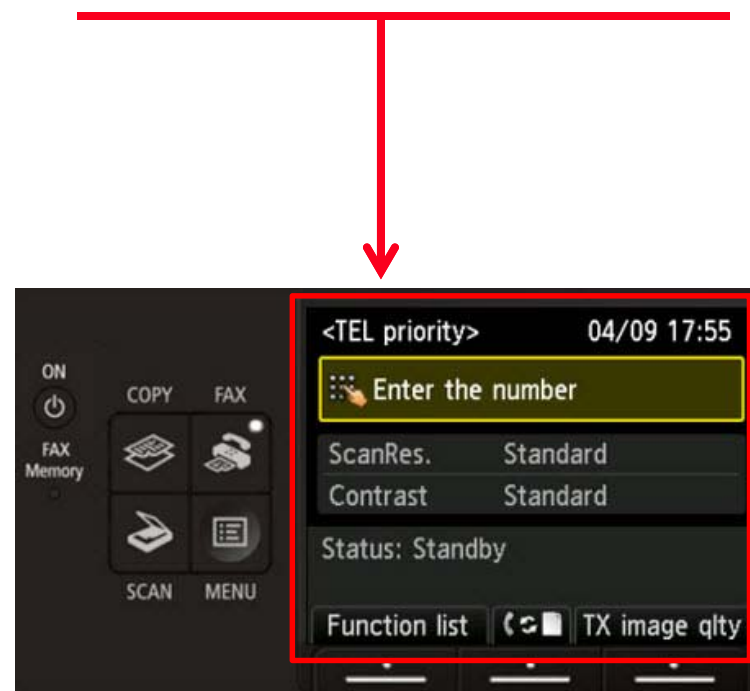 <TEL priority> 04/09 17:55
Enter the number
ScanRes. Standard
Contrast Standard
Status: Standby
Function list TX image qlty
ON
COPY FAX
FAX
Memory
SCAN MENU